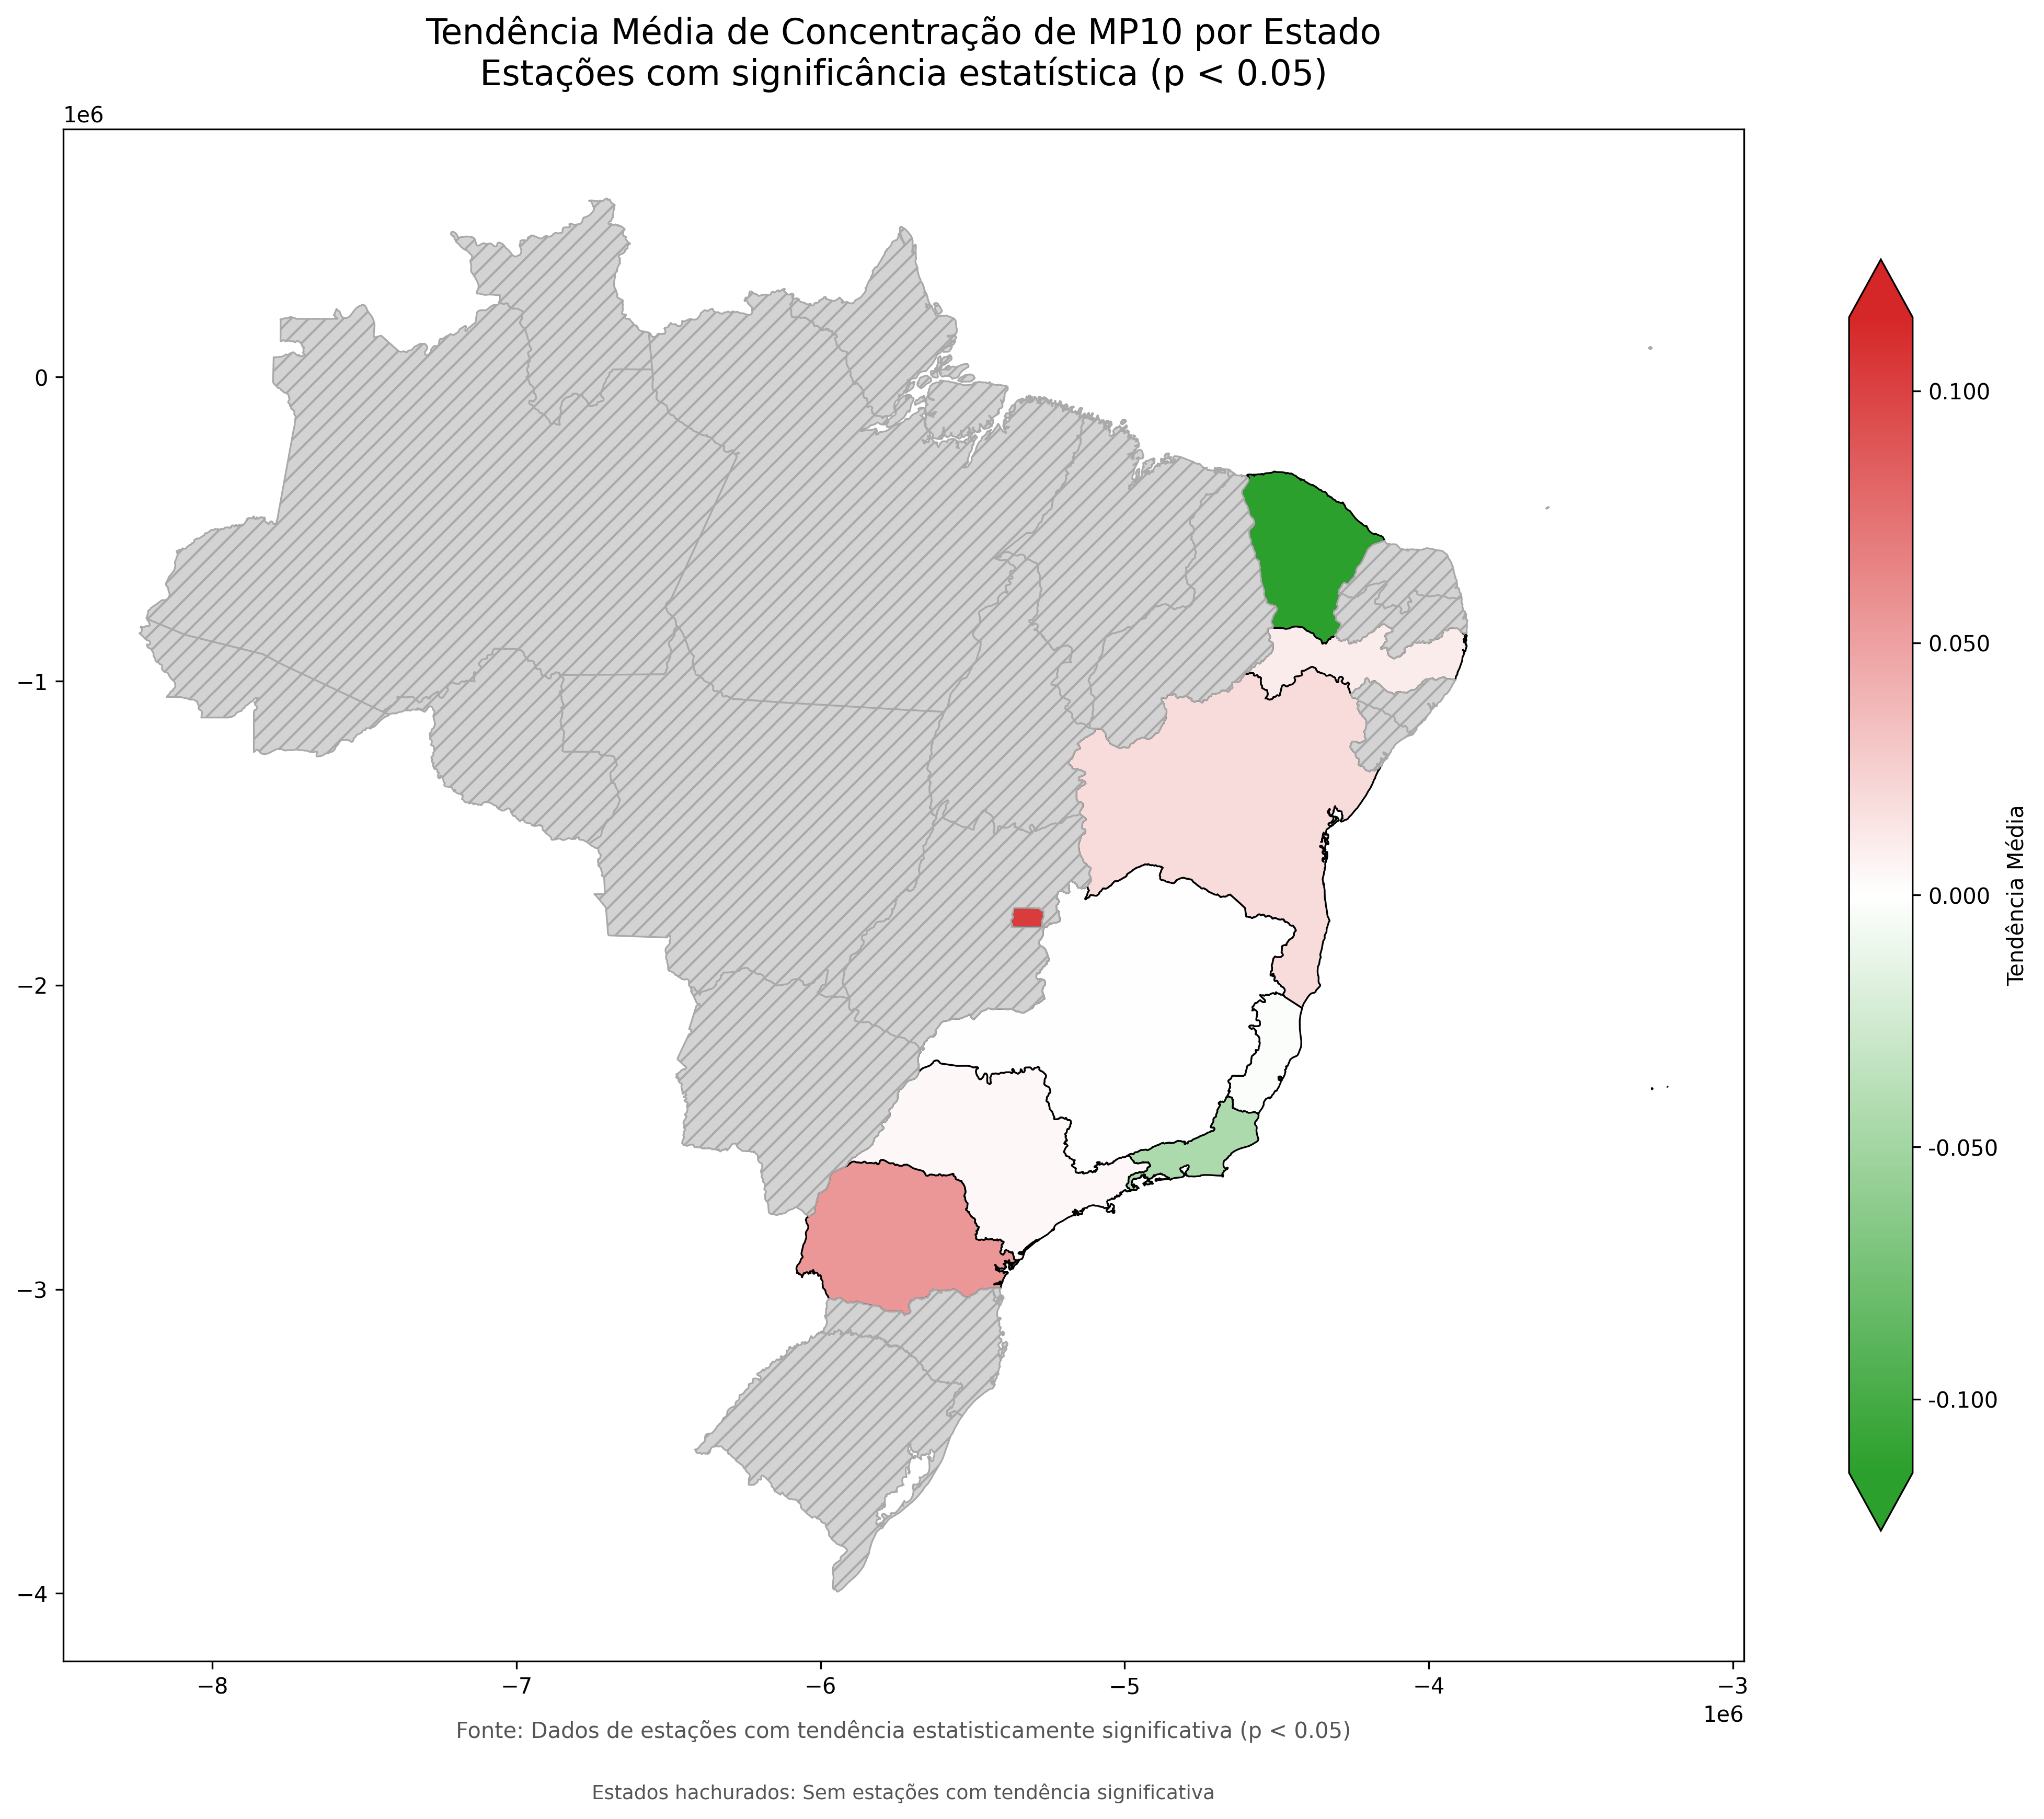 Tendência Média de Concentração de MP10 por Estado
Estações com significância estatística (p < 0.05)
1e6
0
−1
−2
−3
−4
−8
−7
−6
−5
−4
−3
1e6
0.100
0.050
0.000
-0.050
-0.100
Tendência Média
Fonte: Dados de estações com tendência estatisticamente significativa (p < 0.05)
Estados hachurados: Sem estações com tendência significativa